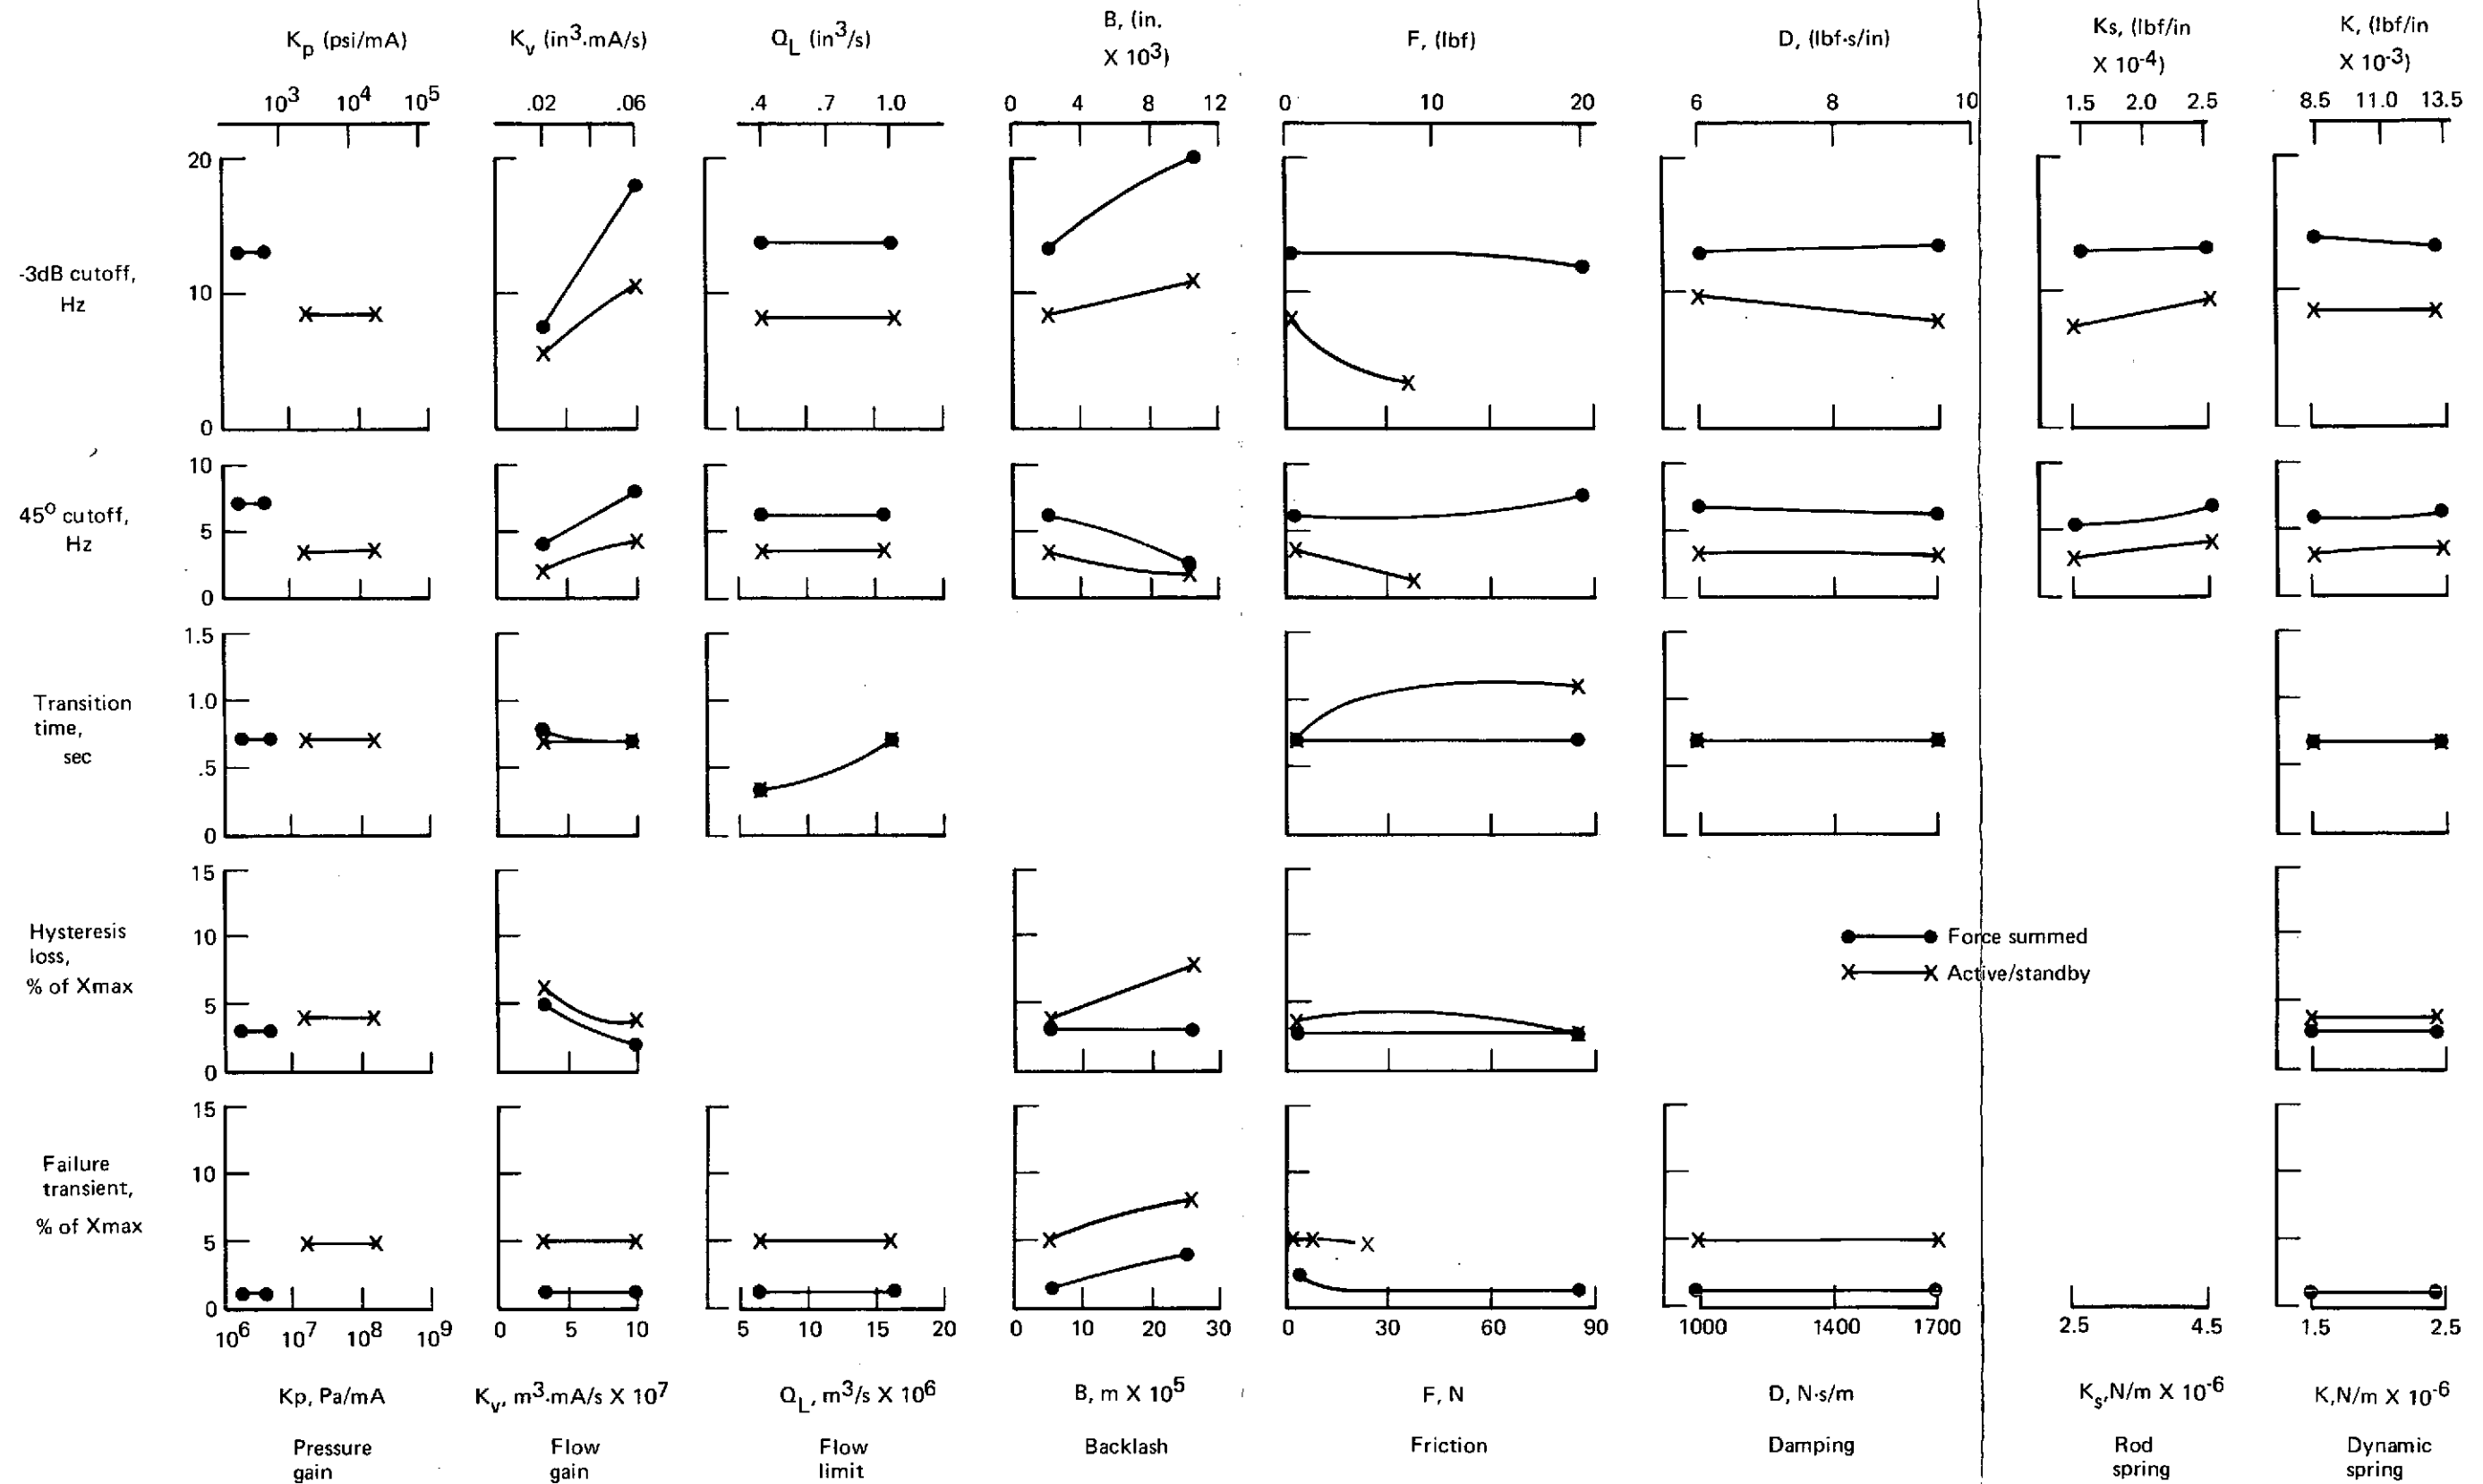 Kp (psi/mA)
Kv (in3.mA/s)
QL (in3/s)
B, (in.
X 103)
F, (lbf)
D, (lbf·s/in)
Ks, (lbf/in
X 10-4)
K, (lbf/in
X 10-3)
103 104 105
.02 .06
.4 .7 1.0
0 4 8 12
0 10 20
6 8 10
1.5 2.0 2.5
8.5 11.0 13.5
-3dB cutoff,
Hz
20
10
0
45o cutoff,
Hz
10
5
0
Transition
time,
sec
1.5
1.0
.5
0
Hysteresis
loss,
% of Xmax
15
10
5
0
Force summed
Active/standby
Failure
transient,
% of Xmax
15
10
5
0
106 107 108 109
0 5 10
5 10 15 20
0 10 20 30
0 30 60 90
1000 1400 1700
2.5 4.5
1.5 2.5
Kp, Pa/mA
Kv, m3.mA/s X 107
QL, m3/s X 106
B, m X 105
F, N
D, N·s/m
Ks,N/m X 10-6
K,N/m X 10-6
Pressure
gain
Flow
gain
Flow
limit
Backlash
Friction
Damping
Rod
spring
Dynamic
spring